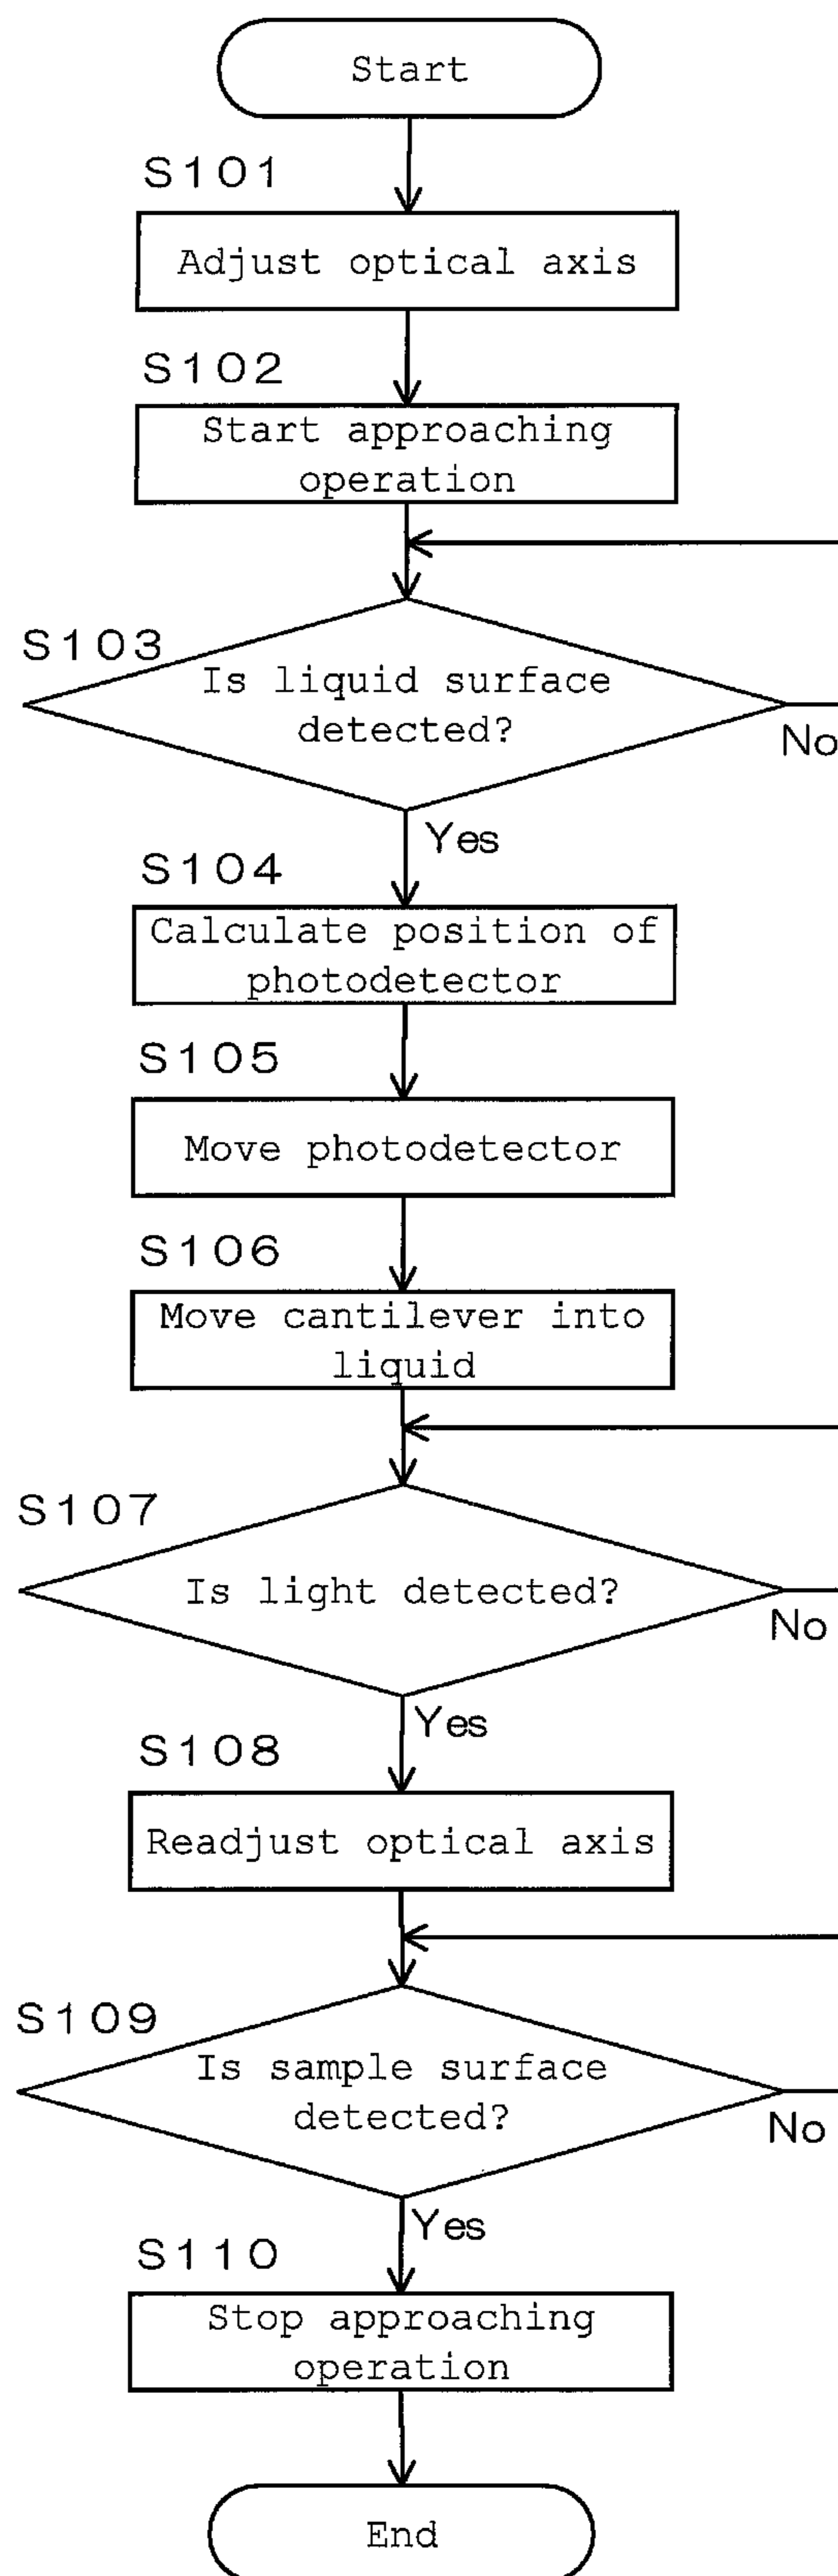 Start
S101
Adjust optical axis
S102
Start approaching
operation
S103
Is liquid surface
detected?
No
Yes
S104
Calculate position of
photodetector
S105
Move photodetector
S106
Move cantilever into
liquid
S107
Is light detected?
No
Yes
S108
Readjust optical axis
S109
Is sample surface
detected?
No
Yes
S110
Stop approaching
operation
End